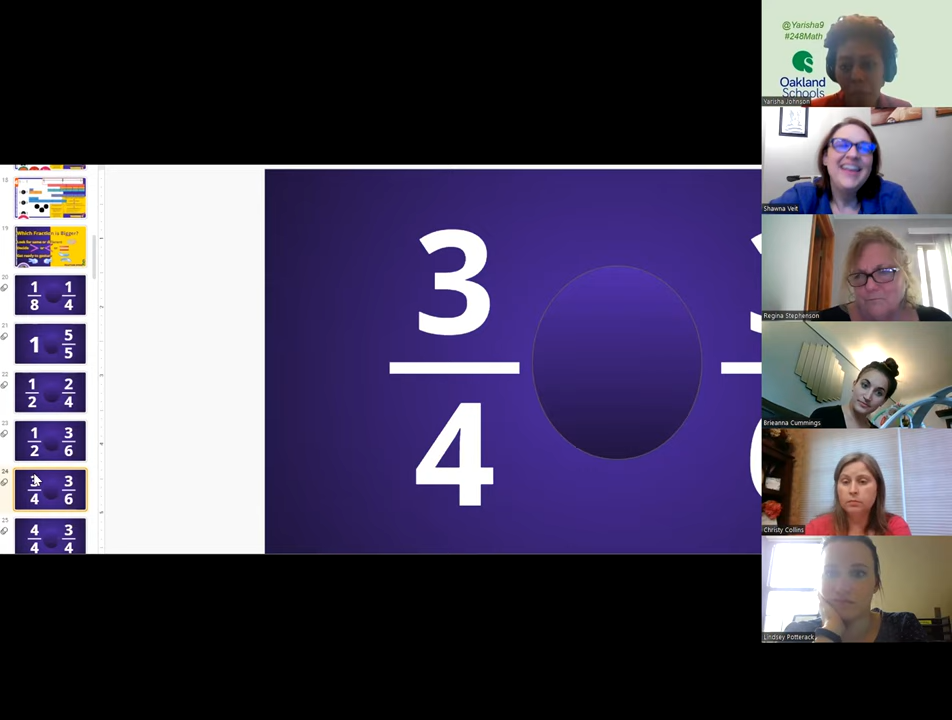 18
19
Which Fraction is Bigger?
20
1 1
8 4
21
1 5
5
22
1 2
2 4
23
1 3
2 6
24
3 3
4 6
25
4 3
4 4
3
4
@Yarisha9
#248Math
Oakland
Schools
Yarisha Johnson
Shawna Veit
Regina Stephenson
Brieanna Cummings
Christy Collins
Lindsey Potterack